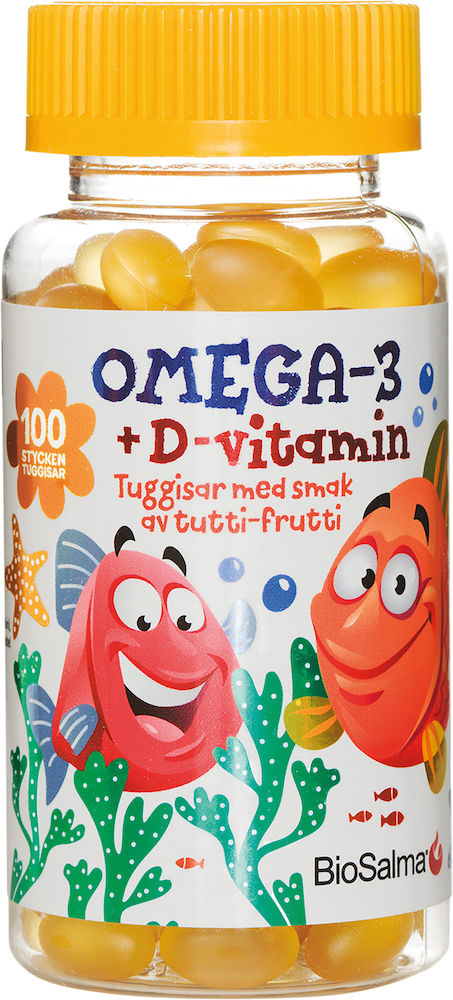 OMEGA-3
+ D-vitamin
Tuggisar med smak
av tutti-frutti
100
STYCKEN
TUGGISAR
BioSalma